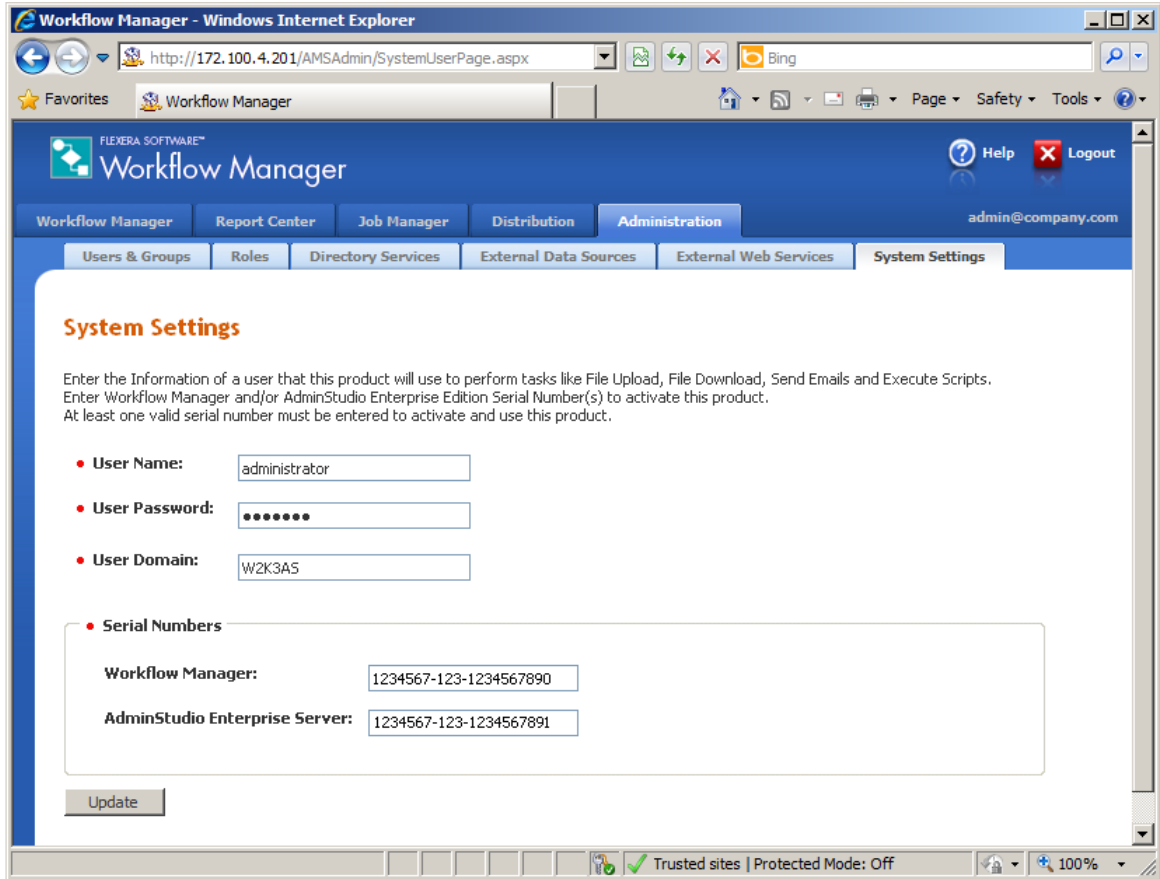 Workflow Manager - Windows Internet Explorer
http://172.100.4.201/AMSAdmin/SystemUserPage.aspx
Bing
Favorites
Workflow Manager
Page
Safety
Tools
FLEXERA SOFTWARE™
Workflow Manager
Help
Logout
Workflow Manager
Report Center
Job Manager
Distribution
Administration
admin@company.com
Users & Groups
Roles
Directory Services
External Data Sources
External Web Services
System Settings
System Settings
Enter the Information of a user that this product will use to perform tasks like File Upload, File Download, Send Emails and Execute Scripts.
Enter Workflow Manager and/or AdminStudio Enterprise Edition Serial Number(s) to activate this product.
At least one valid serial number must be entered to activate and use this product.
• User Name:
administrator
• User Password:
•••••••
• User Domain:
W2K3AS
• Serial Numbers
Workflow Manager:
1234567-123-1234567890
AdminStudio Enterprise Server:
1234567-123-1234567891
Update
Trusted sites | Protected Mode: Off
100%